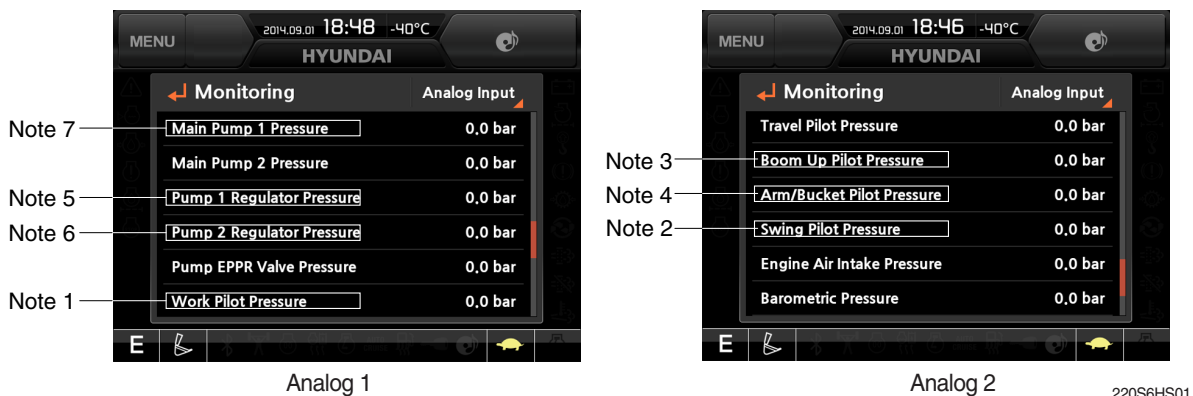 MENU
2014.09.01 18:48 -40°C
HYUNDAI
Monitoring Analog Input
Note 7 Main Pump 1 Pressure 0.0 bar
Main Pump 2 Pressure 0.0 bar
Note 5 Pump 1 Regulator Pressure 0.0 bar
Note 6 Pump 2 Regulator Pressure 0.0 bar
Pump EPPR Valve Pressure 0.0 bar
Note 1 Work Pilot Pressure 0.0 bar
E
Analog 1
MENU
2014.09.01 18:46 -40°C
HYUNDAI
Monitoring Analog Input
Travel Pilot Pressure 0.0 bar
Note 3 Boom Up Pilot Pressure 0.0 bar
Note 4 Arm/Bucket Pilot Pressure 0.0 bar
Note 2 Swing Pilot Pressure 0.0 bar
Engine Air Intake Pressure 0.0 bar
Barometric Pressure 0.0 bar
E
Analog 2
220S6HS01